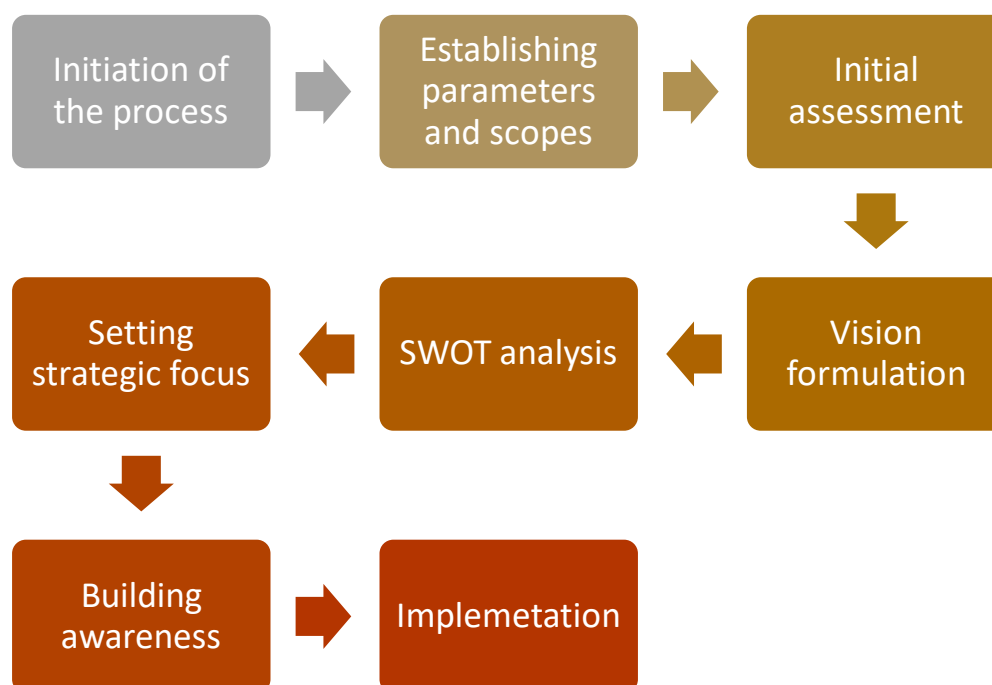 Initiation of
the process
Establishing
parameters
and scopes
Initial
assessment
Vision
formulation
SWOT analysis
Setting
strategic focus
Building
awareness
Implemetation